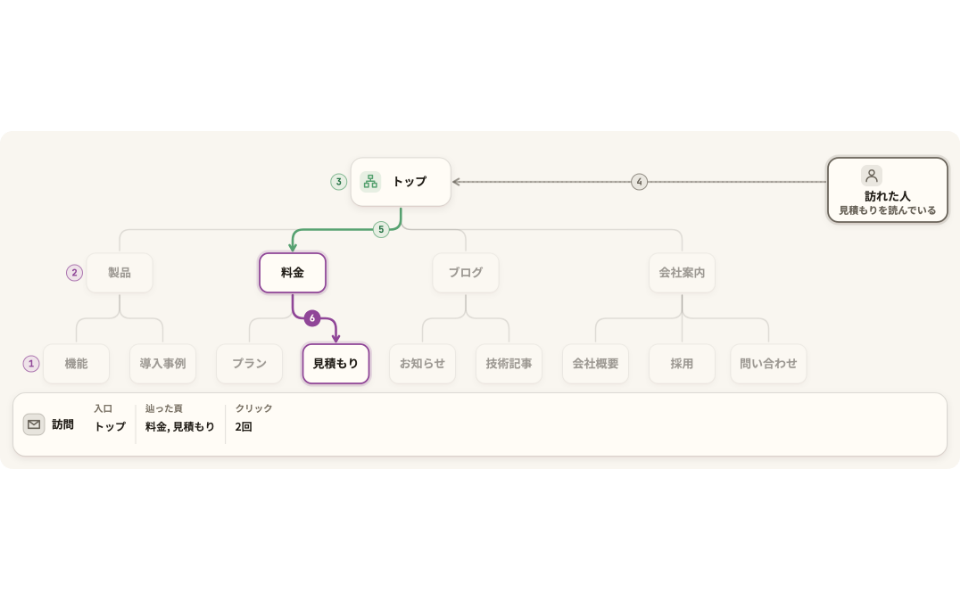 3
トップ
4
訪れた人
見積もりを読んでいる
5
2
製品
料金
ブログ
会社案内
6
1
機能
導入事例
プラン
見積もり
お知らせ
技術記事
会社概要
採用
問い合わせ
訪問
入口
トップ
辿った頁
料金, 見積もり
クリック
2回